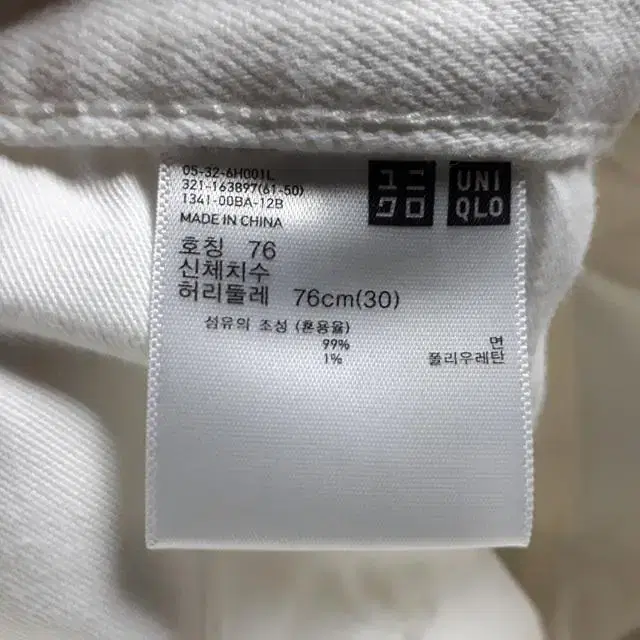 05-32-6H001L
321-163897(61-50)
1341-00BA-12B
MADE IN CHINA
ユニ
クロ
UNI
QLO
호칭 76
신체치수
허리둘레 76cm(30)
섬유의 조성 (혼용율)
99% 면
1% 폴리우레탄